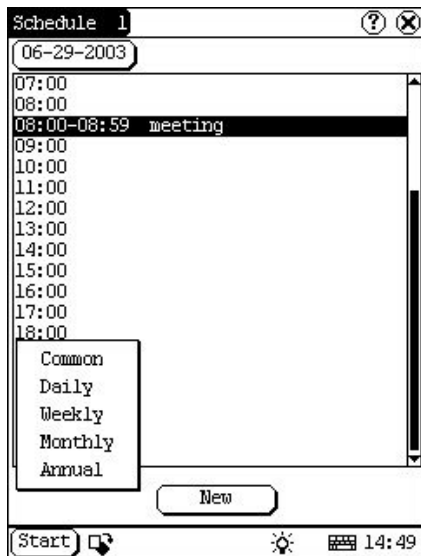 Schedule 1
06-29-2003
07:00
08:00
08:00-08:59 meeting
09:00
10:00
11:00
12:00
13:00
14:00
15:00
16:00
17:00
18:00
Common
Daily
Weekly
Monthly
Annual
New
Start 14:49